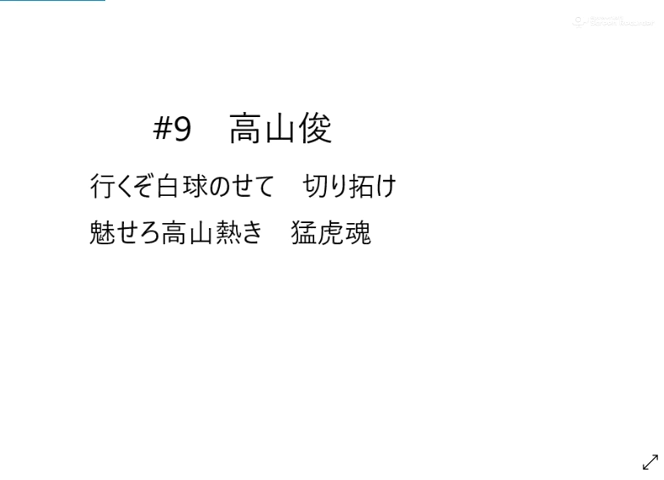 #9　高山俊
行くぞ白球のせて　切り拓け
魅せろ高山熱き　猛虎魂